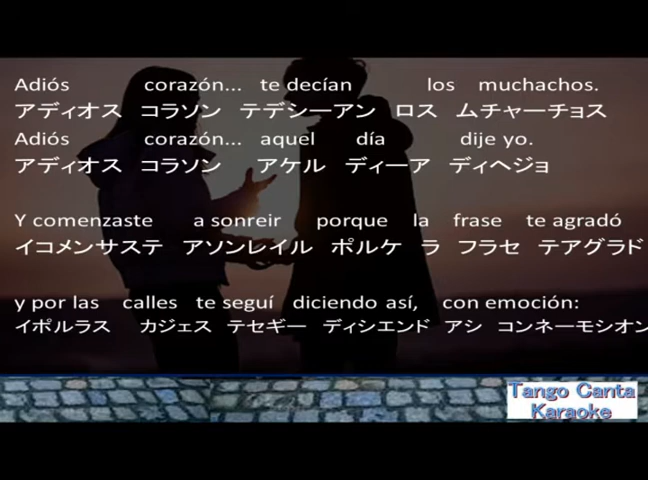 Adiós corazón... te decían los muchachos.
アディオス コラソン テデシーアン ロス ムチャーチョス
Adiós corazón... aquel día dije yo.
アディオス コラソン アケル ディーア ディヘジョ
Y comenzaste a sonreir porque la frase te agradó
イコメンサステ アソンレイル ポルケ ラ フラセ テアグラド
y por las calles te seguí diciendo así, con emoción:
イポルラス カジェス テセギー ディシエンド アシ コンネーモシオン
Tango Canta
Karaoke